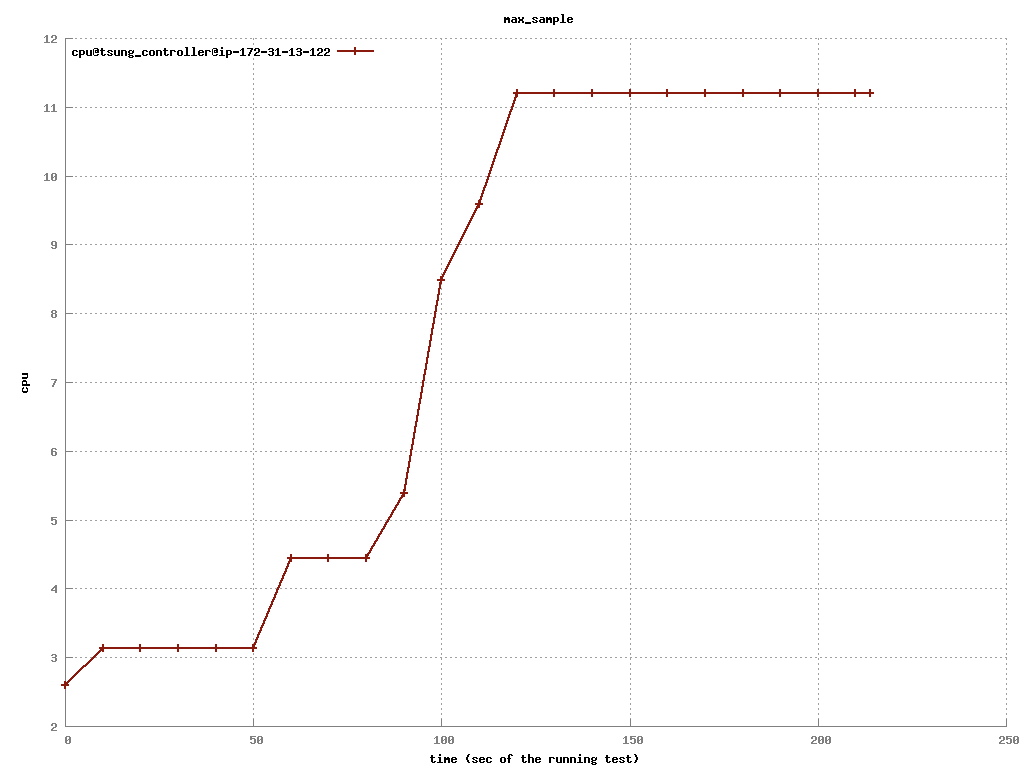 max_sample
12
cpu@tsung_controller@ip-172-31-13-122
11
10
9
8
7
cpu
6
5
4
3
2
0 50 100 150 200 250
time (sec of the running test)